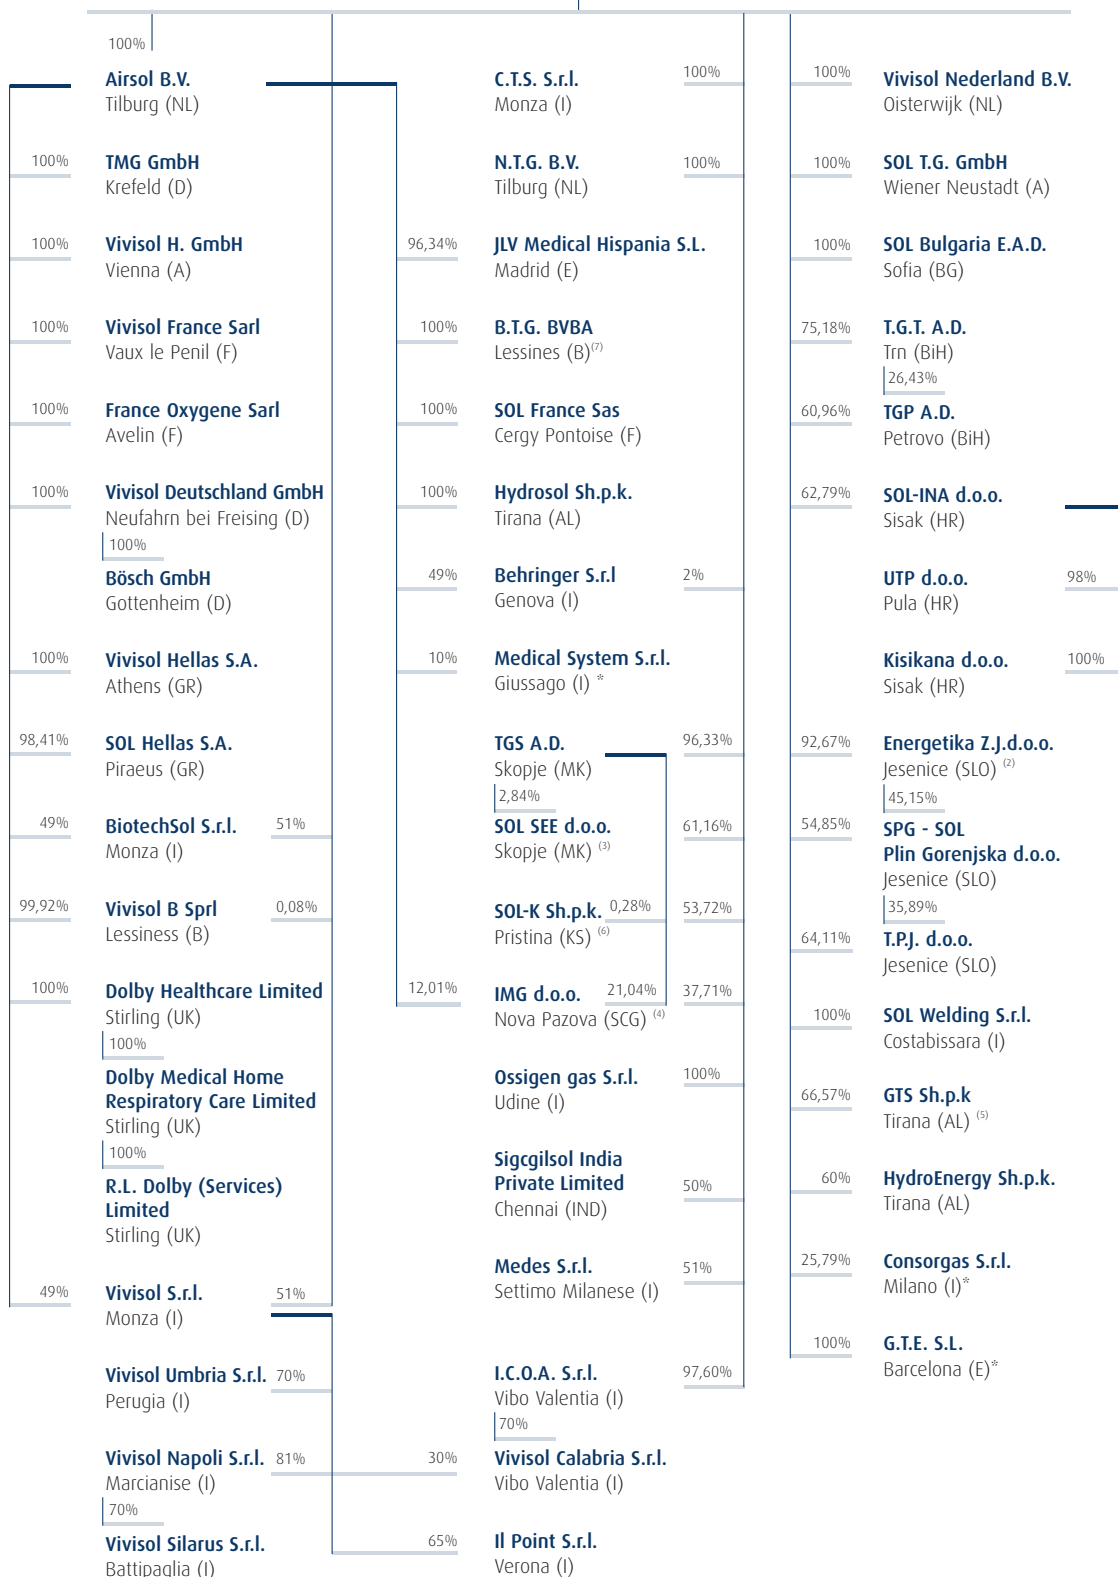 100%
Airsol B.V.
Tilburg (NL)
100%
TMG GmbH
Krefeld (D)
100%
Vivisol H. GmbH
Vienna (A)
100%
Vivisol France Sarl
Vaux le Penil (F)
100%
France Oxygene Sarl
Avelin (F)
100%
Vivisol Deutschland GmbH
Neufahrn bei Freising (D)
100%
Bösch GmbH
Gottenheim (D)
100%
Vivisol Hellas S.A.
Athens (GR)
98,41%
SOL Hellas S.A.
Piraeus (GR)
49%
BiotechSol S.r.l. 51%
Monza (I)
99,92%
Vivisol B Sprl 0,08%
Lessiness (B)
100%
Dolby Healthcare Limited
Stirling (UK)
100%
Dolby Medical Home
Respiratory Care Limited
Stirling (UK)
100%
R.L. Dolby (Services)
Limited
Stirling (UK)
49%
Vivisol S.r.l. 51%
Monza (I)
Vivisol Umbria S.r.l. 70%
Perugia (I)
Vivisol Napoli S.r.l. 81%
Marcianise (I)
70%
Vivisol Silarus S.r.l.
Battipaglia (I)
C.T.S. S.r.l. 100%
Monza (I)
N.T.G. B.V. 100%
Tilburg (NL)
96,34%
JLV Medical Hispania S.L.
Madrid (E)
100%
B.T.G. BVBA
Lessines (B)(7)
100%
SOL France Sas
Cergy Pontoise (F)
100%
Hydrosol Sh.p.k.
Tirana (AL)
49%
Behringer S.r.l 2%
Genova (I)
10%
Medical System S.r.l.
Giussago (I) *
TGS A.D. 96,33%
Skopje (MK)
2,84%
SOL SEE d.o.o. 61,16%
Skopje (MK) (3)
SOL-K Sh.p.k. 0,28% 53,72%
Pristina (KS) (6)
12,01%
IMG d.o.o. 21,04% 37,71%
Nova Pazova (SCG) (4)
Ossigen gas S.r.l. 100%
Udine (I)
Sigcgilsol India
Private Limited 50%
Chennai (IND)
Medes S.r.l. 51%
Settimo Milanese (I)
I.C.O.A. S.r.l. 97,60%
Vibo Valentia (I)
70%
30%
Vivisol Calabria S.r.l.
Vibo Valentia (I)
65%
Il Point S.r.l.
Verona (I)
100%
Vivisol Nederland B.V.
Oisterwijk (NL)
100%
SOL T.G. GmbH
Wiener Neustadt (A)
100%
SOL Bulgaria E.A.D.
Sofia (BG)
75,18%
T.G.T. A.D.
Trn (BiH)
26,43%
60,96%
TGP A.D.
Petrovo (BiH)
62,79%
SOL-INA d.o.o.
Sisak (HR)
UTP d.o.o. 98%
Pula (HR)
Kisikana d.o.o. 100%
Sisak (HR)
92,67%
Energetika Z.J.d.o.o.
Jesenice (SLO) (2)
45,15%
54,85%
SPG - SOL
Plin Gorenjska d.o.o.
Jesenice (SLO)
35,89%
64,11%
T.P.J. d.o.o.
Jesenice (SLO)
100%
SOL Welding S.r.l.
Costabissara (I)
66,57%
GTS Sh.p.k
Tirana (AL) (5)
60%
HydroEnergy Sh.p.k.
Tirana (AL)
25,79%
Consorgas S.r.l.
Milano (I)*
100%
G.T.E. S.L.
Barcelona (E)*